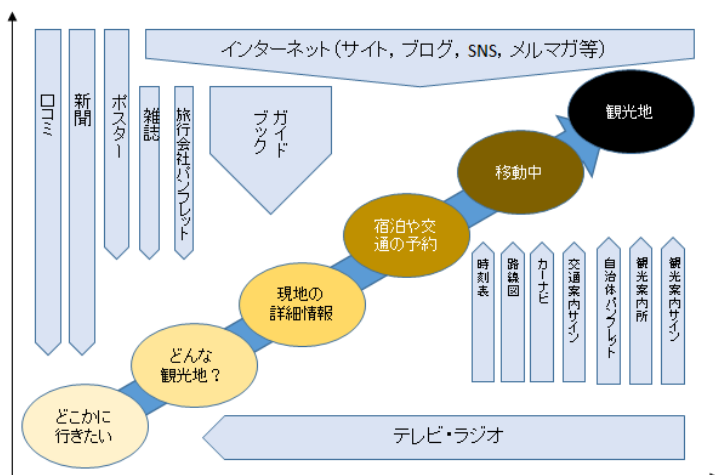 インターネット(サイト, ブログ, SNS, メルマガ等)
口コミ
新聞
ポスター
雑誌
旅行会社パンフレット
ガイド
ブック
観光地
移動中
宿泊や交
通の予約
現地の
詳細情報
どんな
観光地?
どこかに
行きたい
時刻表
路線図
カーナビ
交通案内サイン
自治体パンフレット
観光案内所
観光案内サイン
テレビ・ラジオ